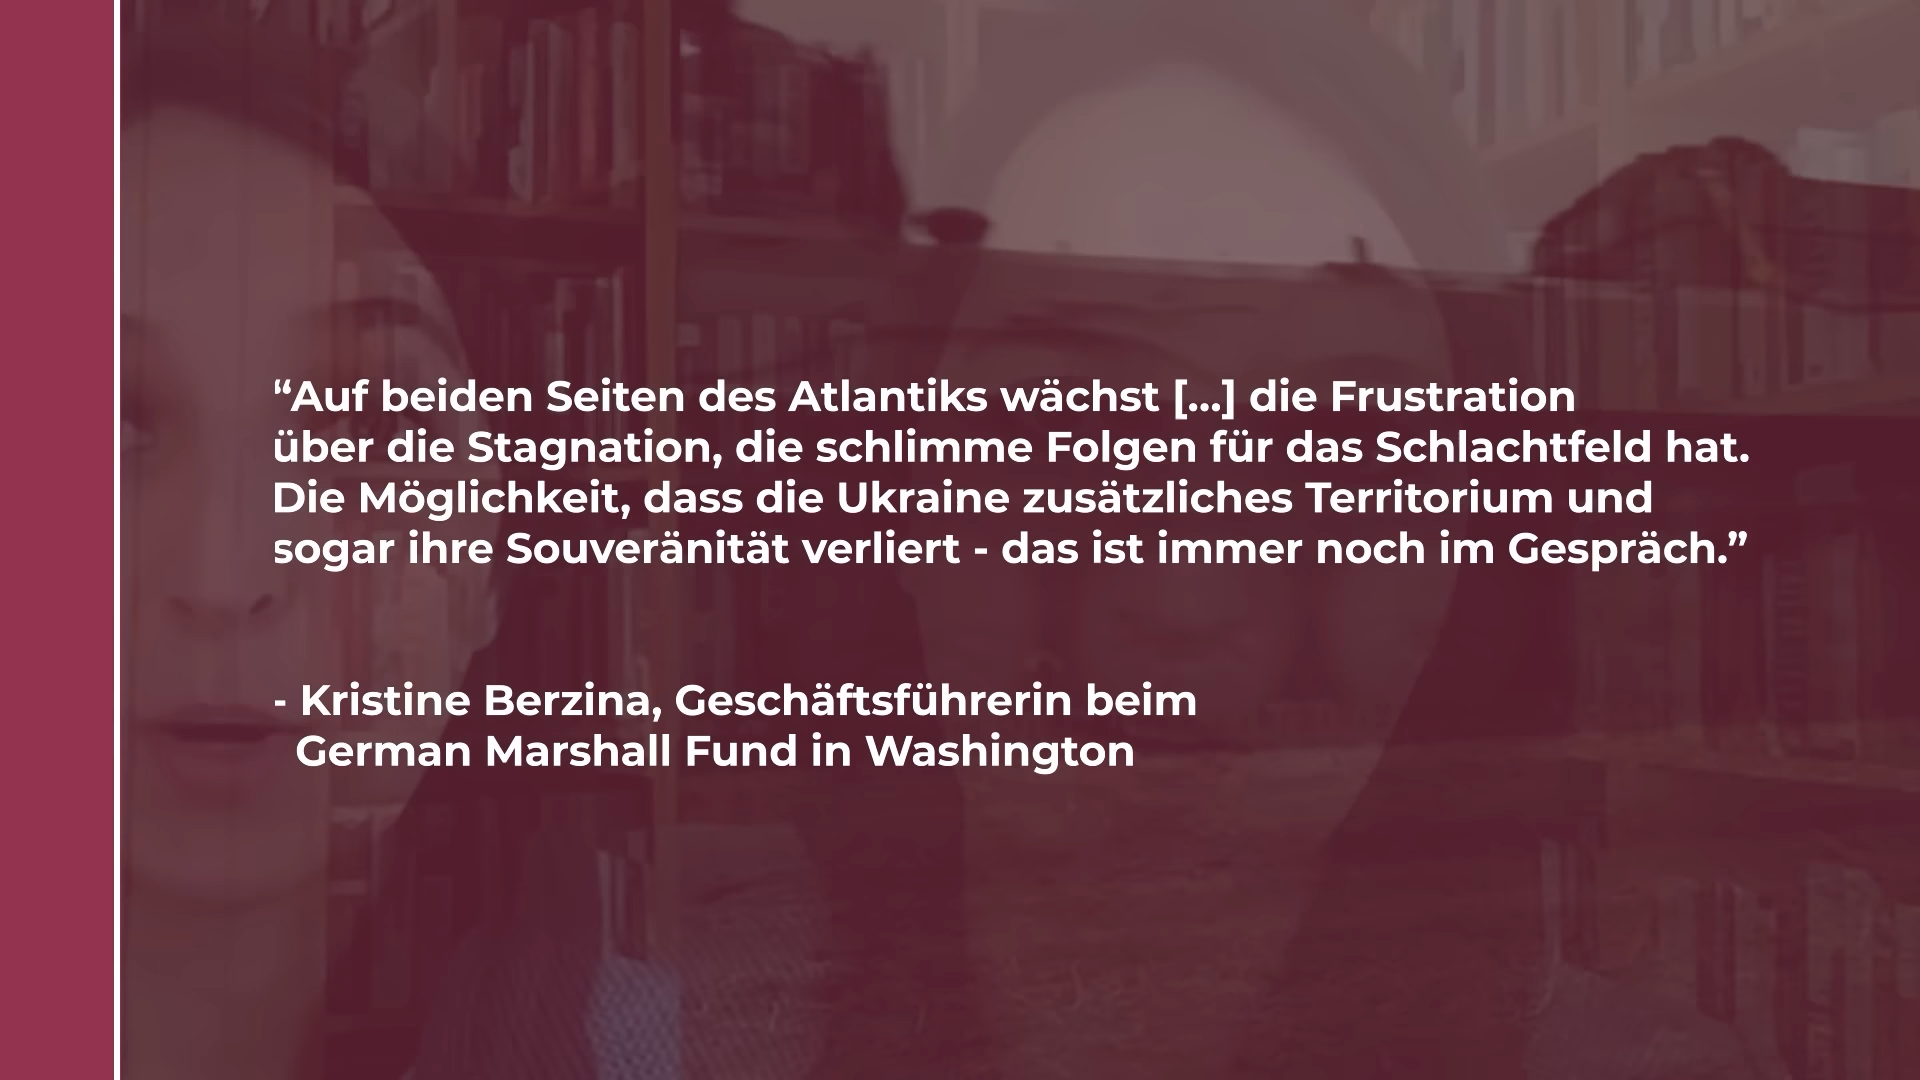 “Auf beiden Seiten des Atlantiks wächst [...] die Frustration
über die Stagnation, die schlimme Folgen für das Schlachtfeld hat.
Die Möglichkeit, dass die Ukraine zusätzliches Territorium und
sogar ihre Souveränität verliert - das ist immer noch im Gespräch.”
- Kristine Berzina, Geschäftsführerin beim
German Marshall Fund in Washington